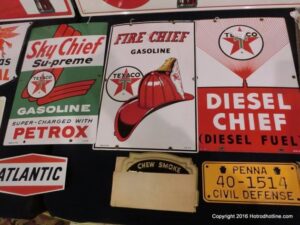 Sky Chief
Su-preme
TEXACO
T
GASOLINE
SUPER-CHARGED WITH
PETROX
FIRE CHIEF
GASOLINE
TEXACO
T
TEXACO
T
DIESEL
CHIEF
(DIESEL FUEL)
ATLANTIC
CHEW SMOKE
PENNA
40-1514
CIVIL DEFENSE
Copyright 2016 Hotrodhotline.com